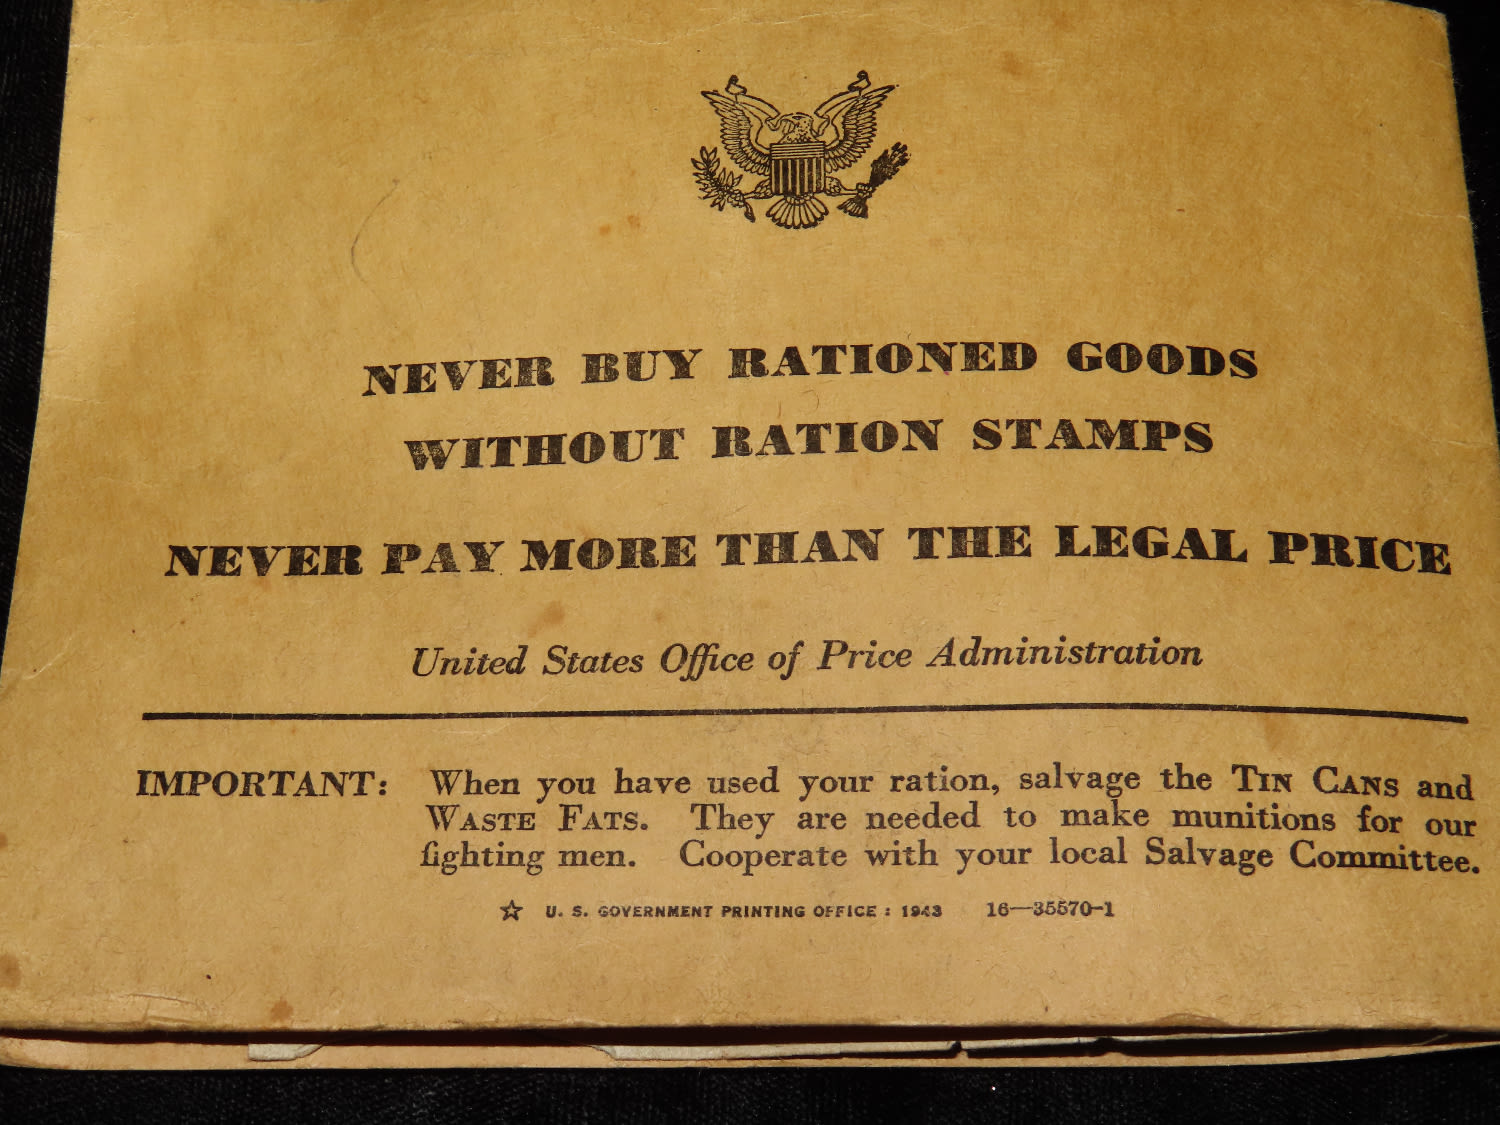 NEVER BUY RATIONED GOODS
WITHOUT RATION STAMPS
NEVER PAY MORE THAN THE LEGAL PRICE
United States Office of Price Administration
IMPORTANT: When you have used your ration, salvage the TIN CANS and
WASTE FATS. They are needed to make munitions for our
fighting men. Cooperate with your local Salvage Committee.
☆ U. S. GOVERNMENT PRINTING OFFICE : 1943 16—35570-1